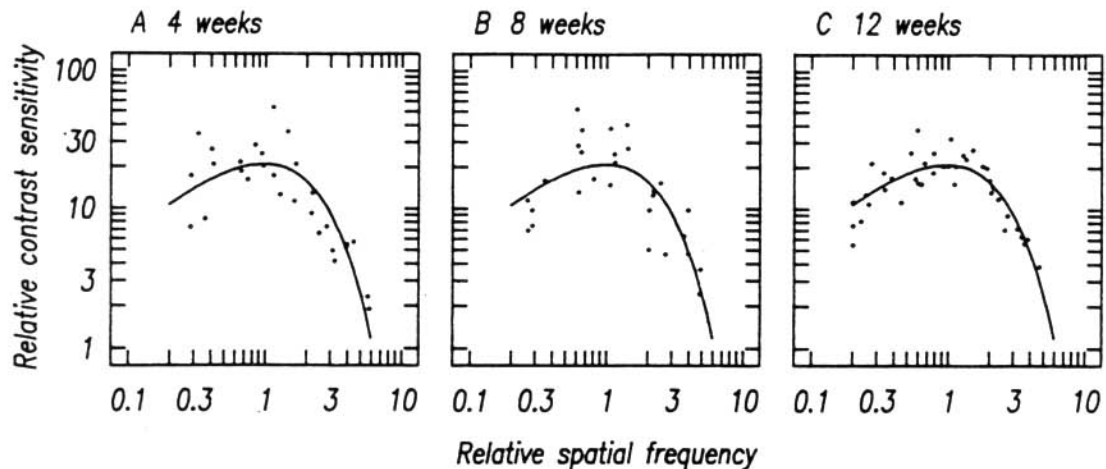 A 4 weeks
B 8 weeks
C 12 weeks
Relative contrast sensitivity
100
30
10
3
1
0.1 0.3 1 3 10
0.1 0.3 1 3 10
0.1 0.3 1 3 10
Relative spatial frequency